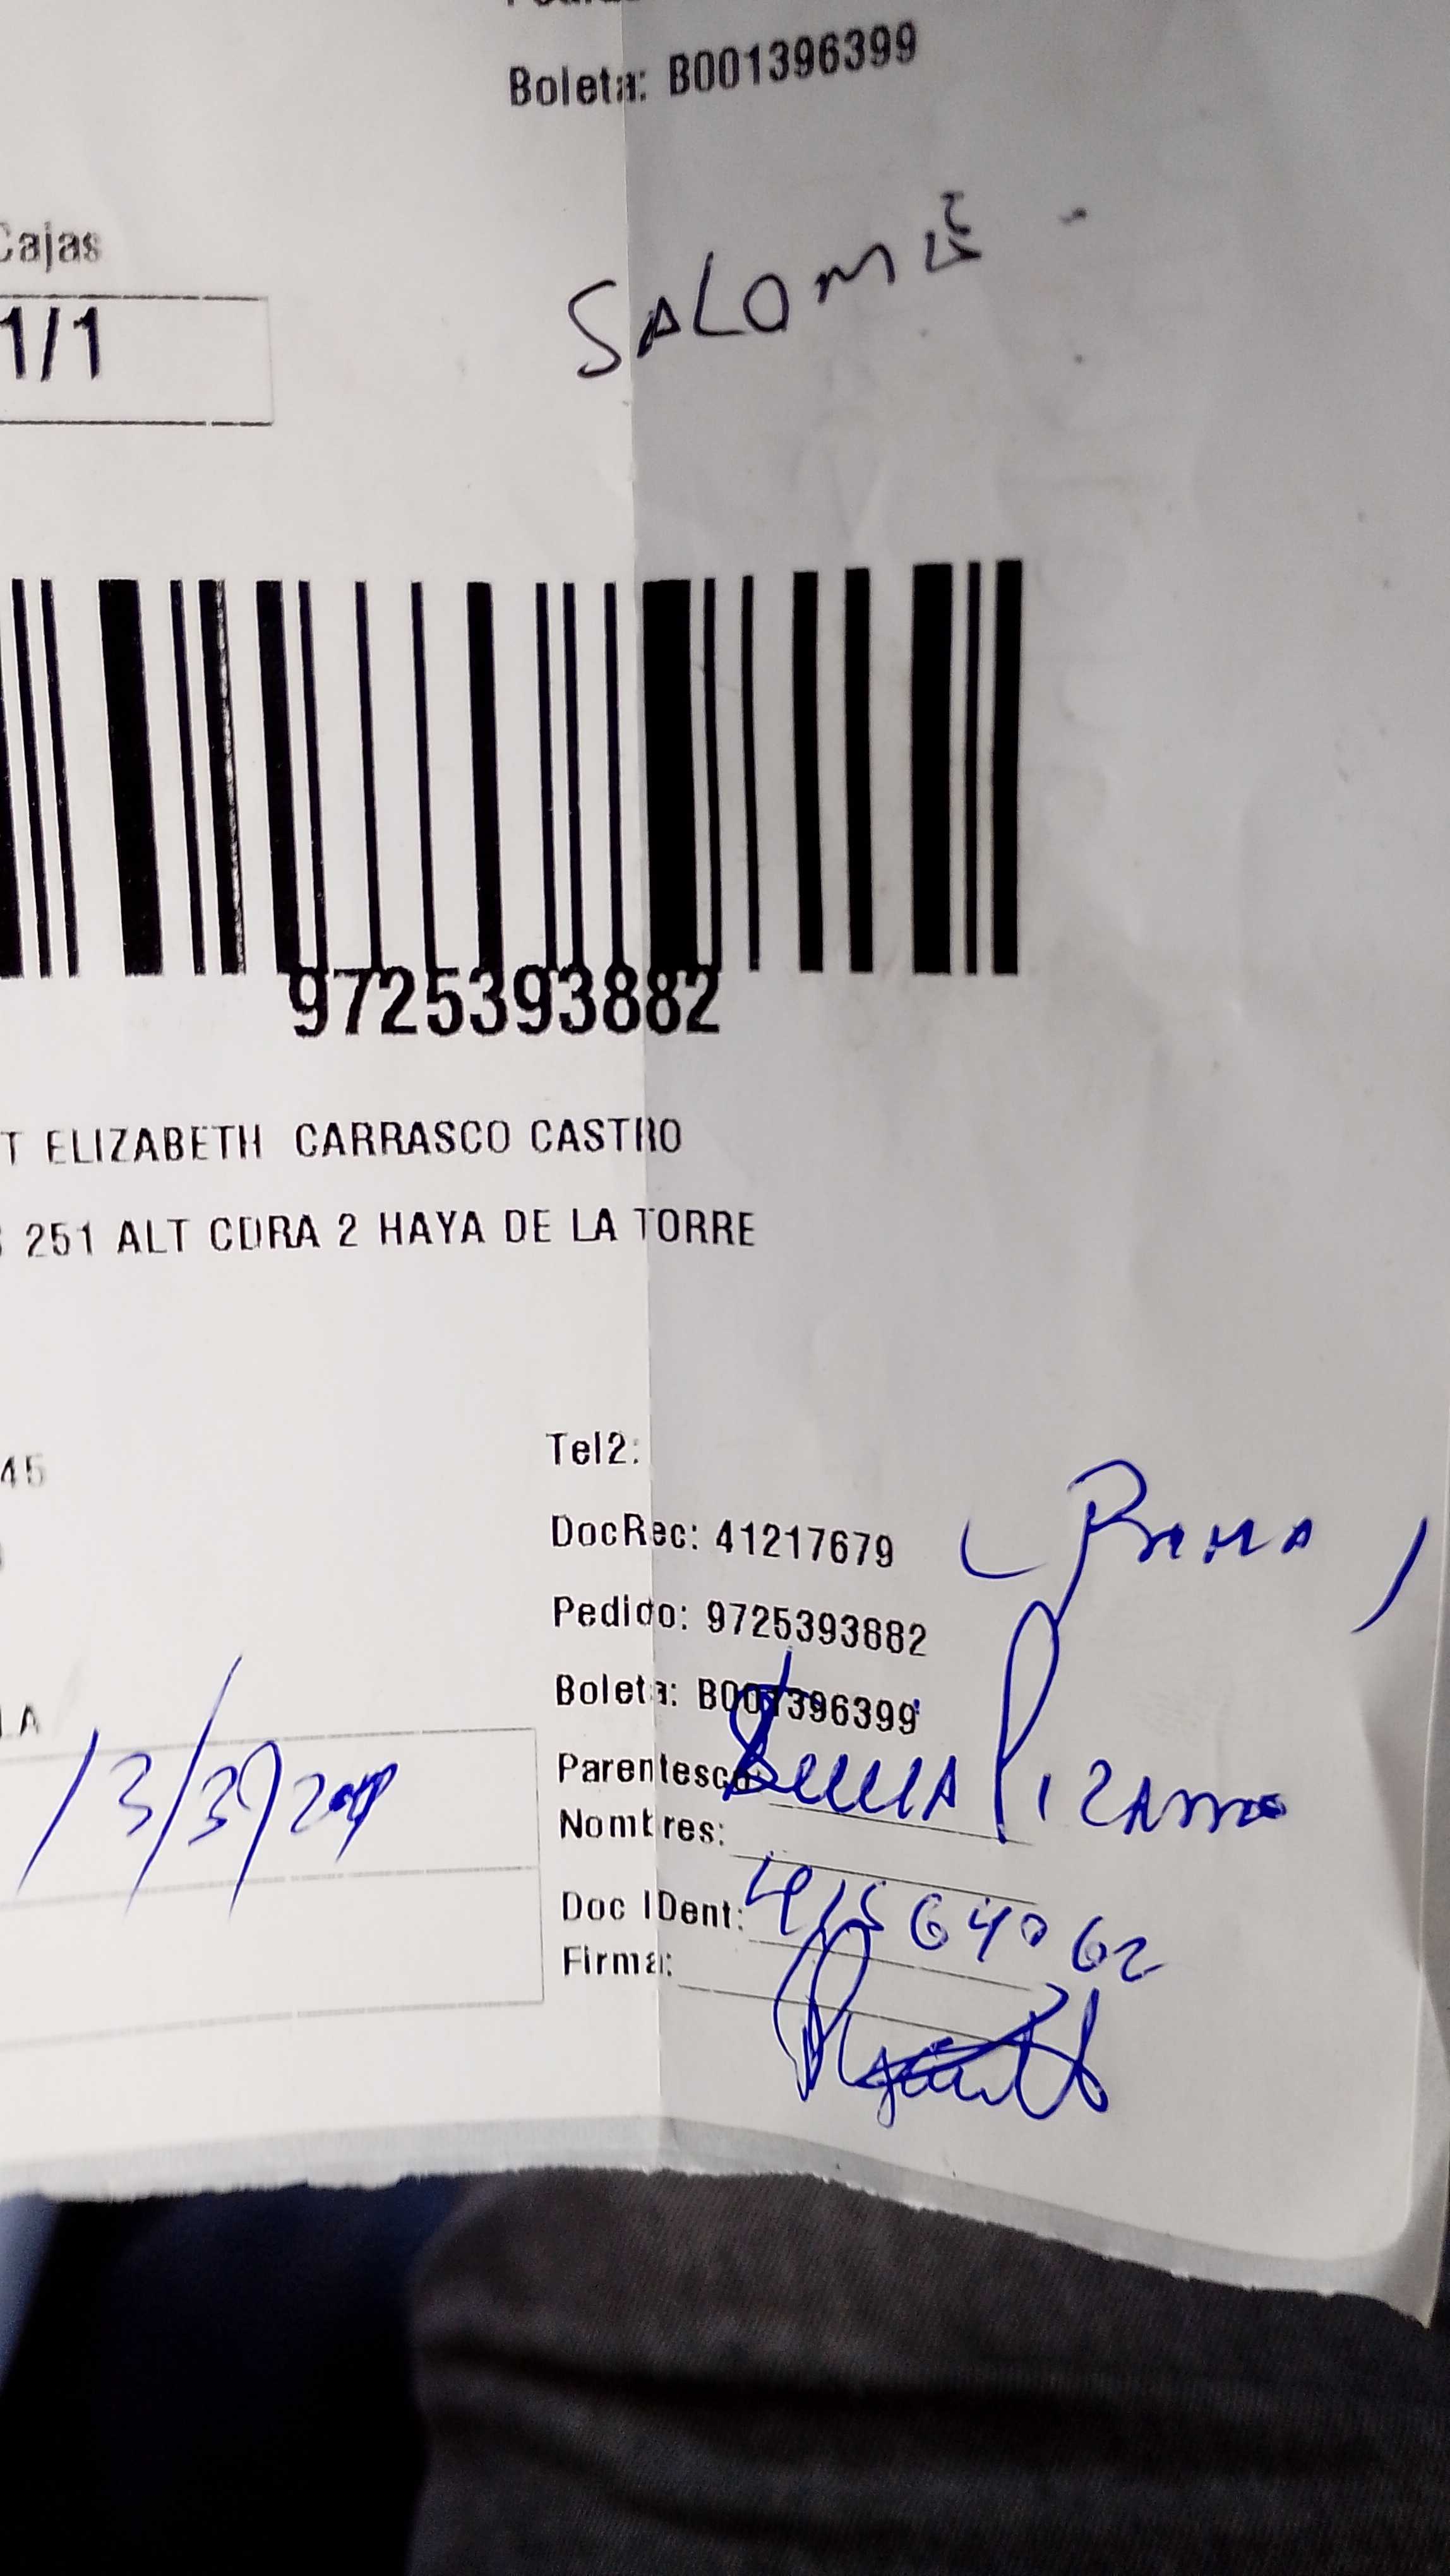 Boleta: B001396399
SALOMÉ -
Cajas
1/1
9725393882
T ELIZABETH CARRASCO CASTRO
251 ALT CDRA 2 HAYA DE LA TORRE
45
Tel2:
DocRec: 41217679
Pedido: 9725393882
Boleta: B001396399
Parentesco:
Nombres:
Doc IDent: 41564062
Firma: